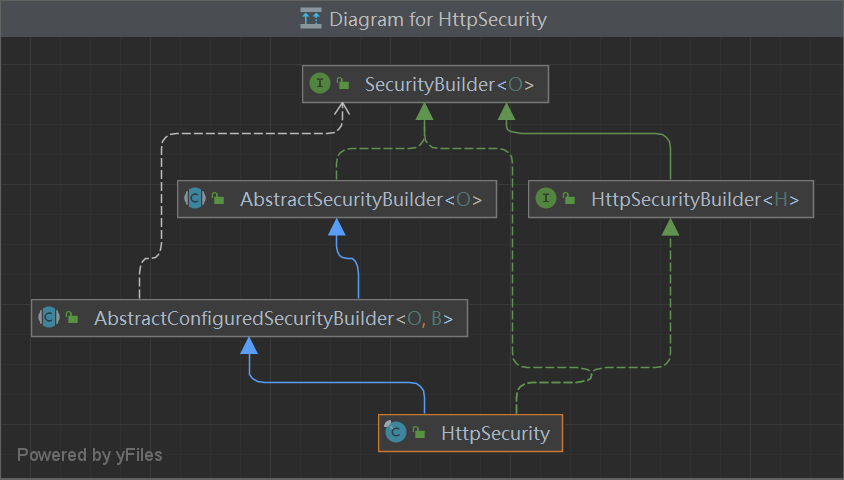 Diagram for HttpSecurity
I SecurityBuilder<O>
C AbstractSecurityBuilder<O>
I HttpSecurityBuilder<H>
C AbstractConfiguredSecurityBuilder<O, B>
C HttpSecurity
Powered by yFiles